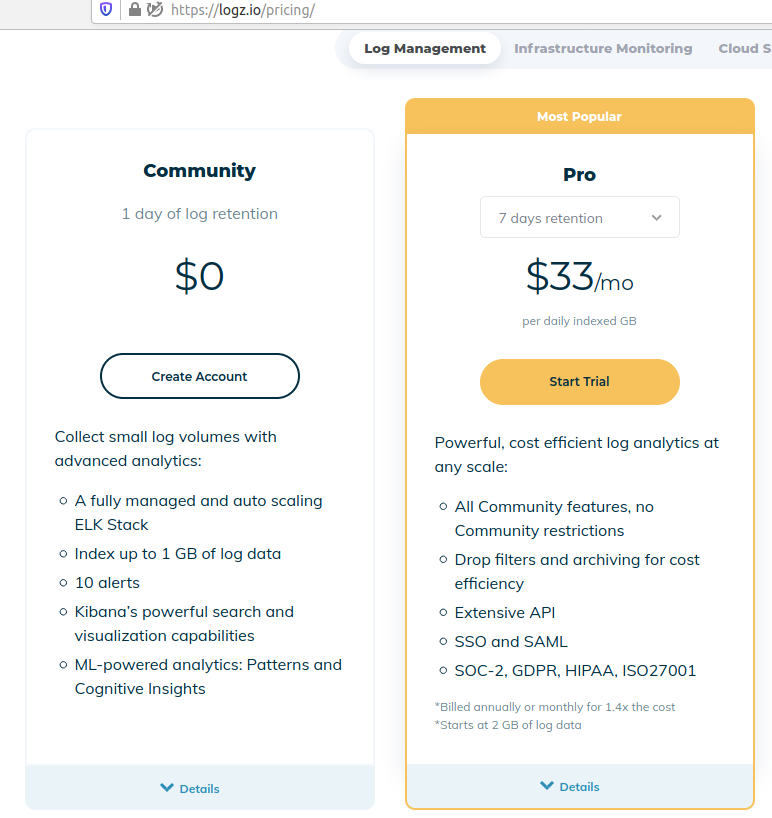 https://logz.io/pricing/
Log Management
Infrastructure Monitoring
Cloud S
Community
1 day of log retention
$0
Create Account
Collect small log volumes with
advanced analytics:
A fully managed and auto scaling
ELK Stack
Index up to 1 GB of log data
10 alerts
Kibana’s powerful search and
visualization capabilities
ML-powered analytics: Patterns and
Cognitive Insights
Details
Most Popular
Pro
7 days retention
$33/mo
per daily indexed GB
Start Trial
Powerful, cost efficient log analytics at
any scale:
All Community features, no
Community restrictions
Drop filters and archiving for cost
efficiency
Extensive API
SSO and SAML
SOC-2, GDPR, HIPAA, ISO27001
*Billed annually or monthly for 1.4x the cost
*Starts at 2 GB of log data
Details